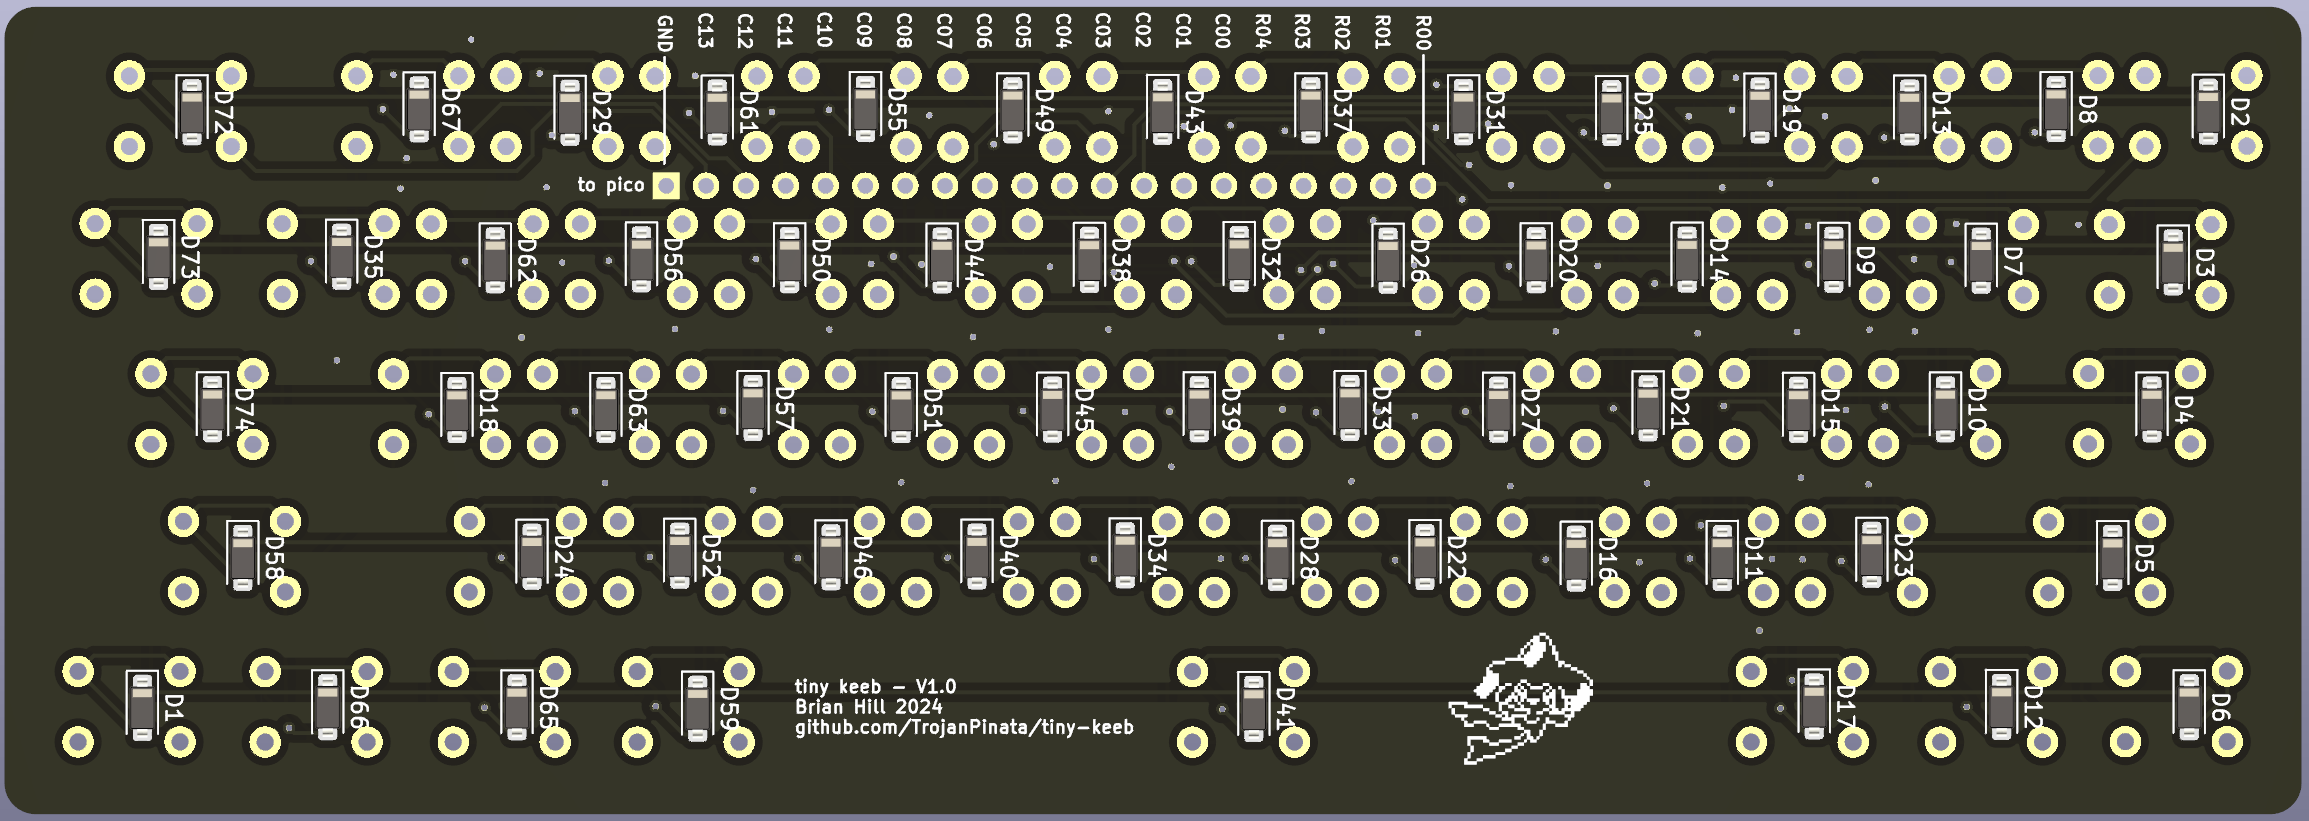 GND C13 C12 C11 C10 C09 C08 C07 C06 C05 C04 C03 C02 C01 C00 R04 R03 R02 R01 R00
D72 D67 D29 D61 D55 D49 D43 D37 D31 D25 D19 D13 D8 D2
to pico
D73 D35 D62 D56 D50 D44 D38 D32 D26 D20 D14 D9 D7 D3
D74 D18 D63 D57 D51 D45 D39 D33 D27 D21 D15 D10 D4
D58 D24 D52 D46 D40 D34 D28 D22 D16 D11 D23 D5
D1 D66 D65 D59 D41 D17 D12 D6
tiny keeb - V1.0
Brian Hill 2024
github.com/TrojanPinata/tiny-keeb